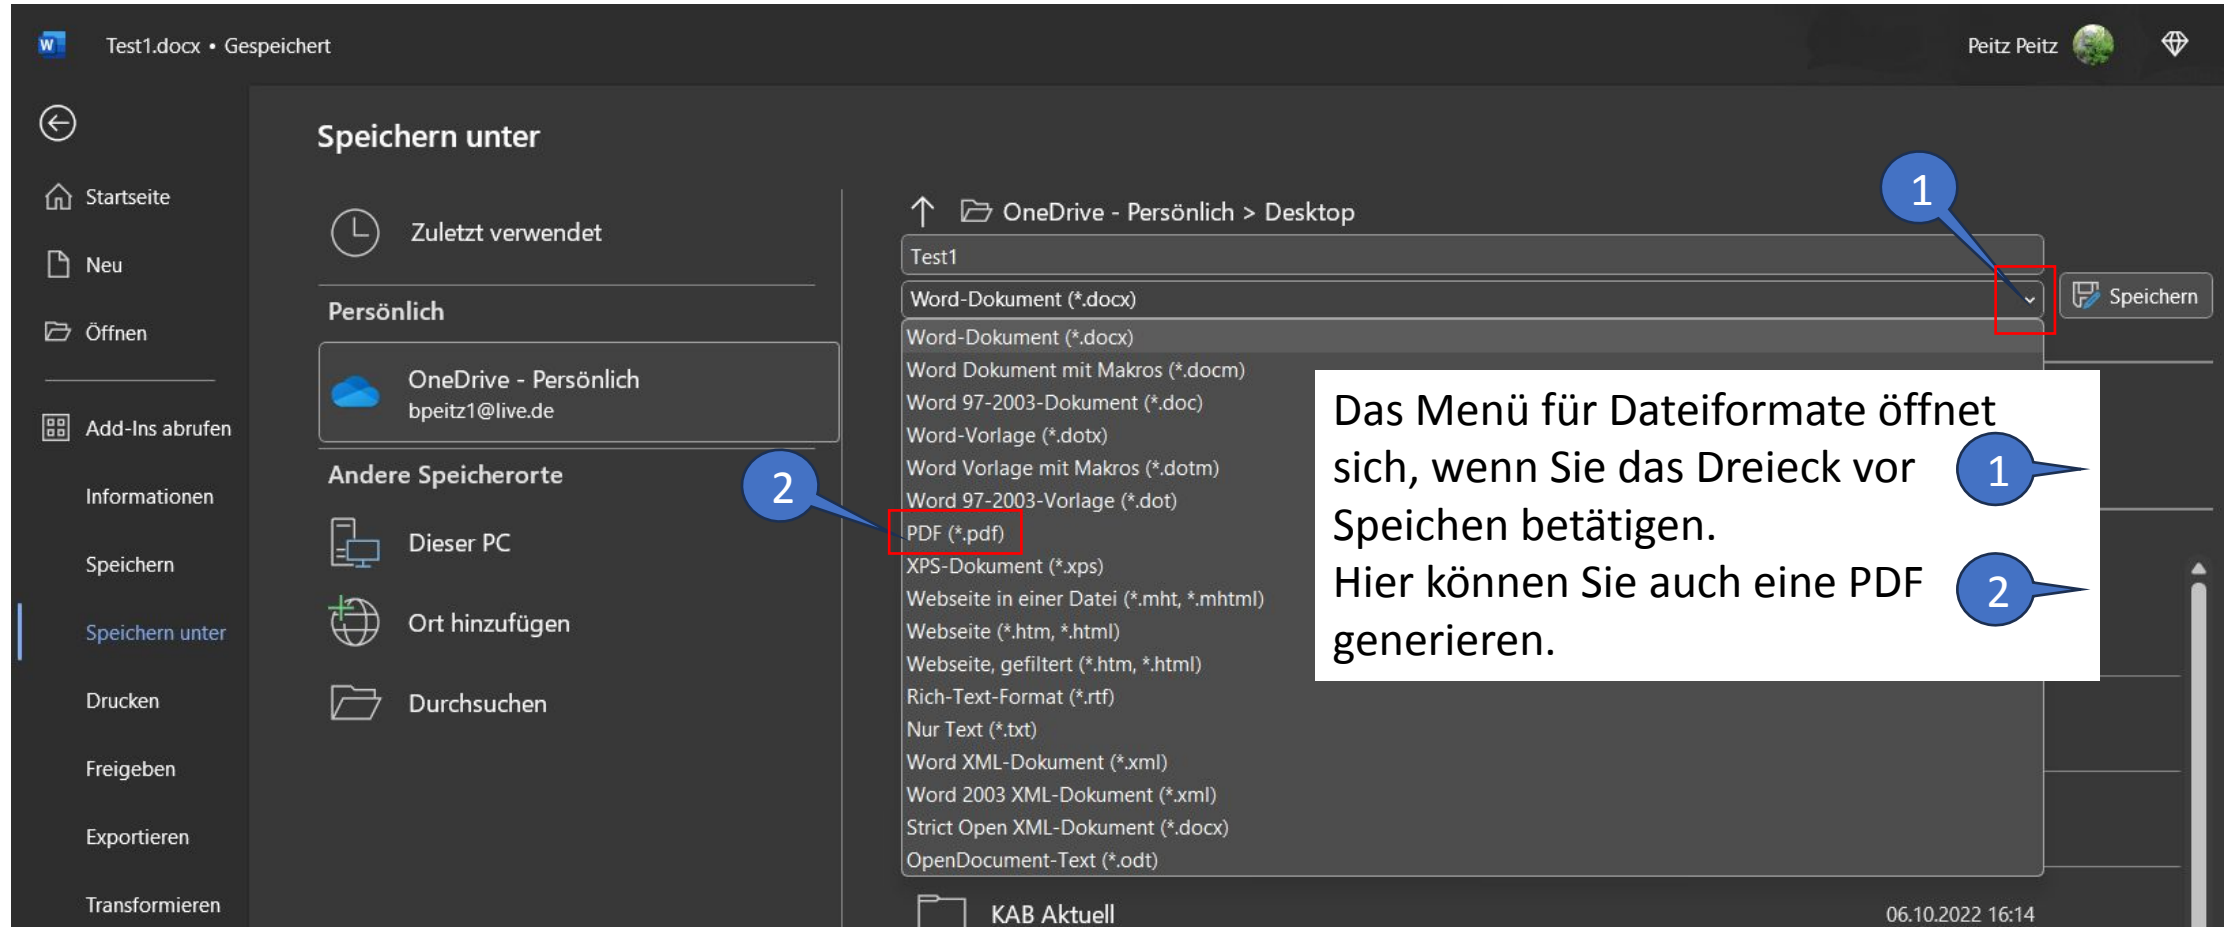 Test1.docx • Gespeichert
Peitz Peitz
Startseite
Neu
Öffnen
Add-Ins abrufen
Informationen
Speichern
Speichern unter
Drucken
Freigeben
Exportieren
Transformieren
Speichern unter
Zuletzt verwendet
Persönlich
OneDrive - Persönlich
bpeitz1@live.de
Andere Speicherorte
Dieser PC
Ort hinzufügen
Durchsuchen
OneDrive - Persönlich > Desktop
1
Test1
Word-Dokument (*.docx)
Speichern
Word-Dokument (*.docx)
Word Dokument mit Makros (*.docm)
Word 97-2003-Dokument (*.doc)
Word-Vorlage (*.dotx)
Word Vorlage mit Makros (*.dotm)
Word 97-2003-Vorlage (*.dot)
2
PDF (*.pdf)
XPS-Dokument (*.xps)
Webseite in einer Datei (*.mht, *.mhtml)
Webseite (*.htm, *.html)
Webseite, gefiltert (*.htm, *.html)
Rich-Text-Format (*.rtf)
Nur Text (*.txt)
Word XML-Dokument (*.xml)
Word 2003 XML-Dokument (*.xml)
Strict Open XML-Dokument (*.docx)
OpenDocument-Text (*.odt)
Das Menü für Dateiformate öffnet
sich, wenn Sie das Dreieck vor 1
Speichen betätigen.
Hier können Sie auch eine PDF 2
generieren.
KAB Aktuell 06.10.2022 16:14